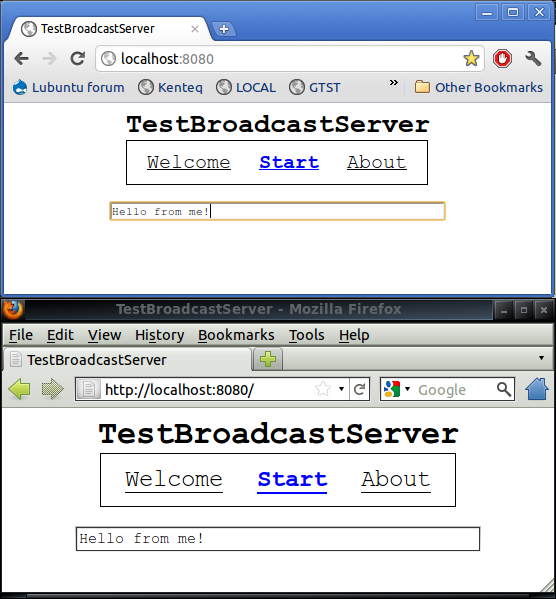 TestBroadcastServer
localhost:8080
Lubuntu forum Kenteq LOCAL GTST » Other Bookmarks
TestBroadcastServer
Welcome Start About
Hello from me!
TestBroadcastServer - Mozilla Firefox
File Edit View History Bookmarks Tools Help
TestBroadcastServer
http://localhost:8080/ Google
TestBroadcastServer
Welcome Start About
Hello from me!